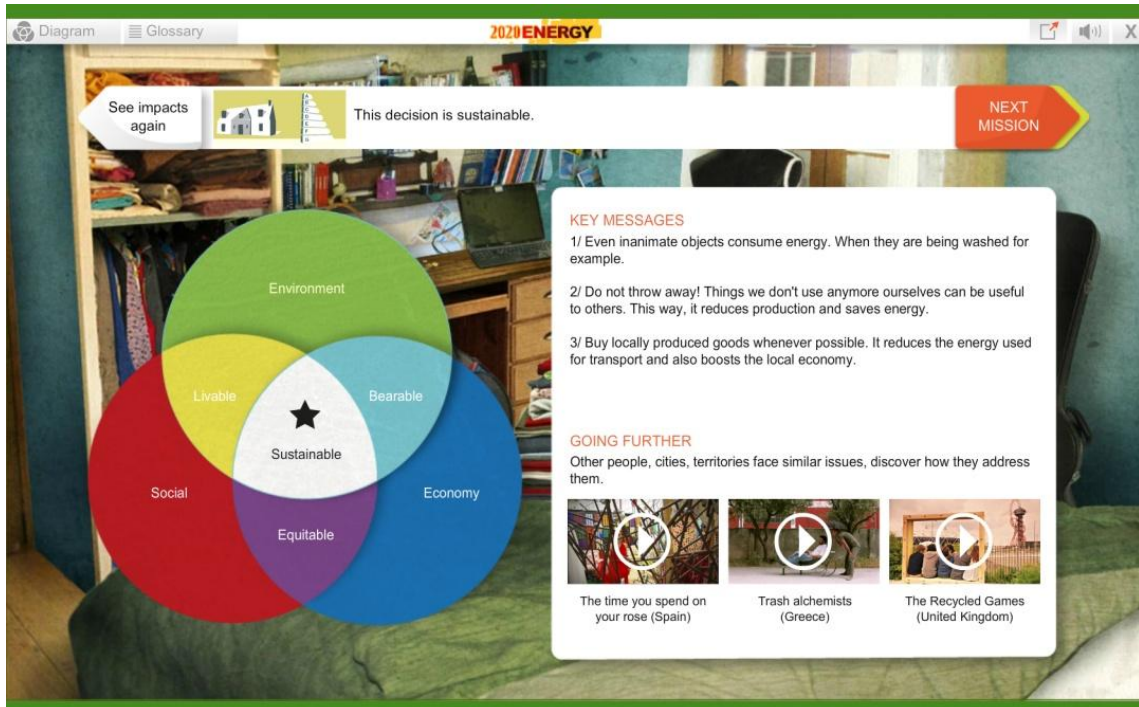 Diagram
Glossary
2020 ENERGY
X
See impacts
again
This decision is sustainable.
NEXT
MISSION
Environment
Livable
Bearable
Sustainable
Social
Economy
Equitable
KEY MESSAGES
1/ Even inanimate objects consume energy. When they are being washed for
example.
2/ Do not throw away! Things we don't use anymore ourselves can be useful
to others. This way, it reduces production and saves energy.
3/ Buy locally produced goods whenever possible. It reduces the energy used
for transport and also boosts the local economy.
GOING FURTHER
Other people, cities, territories face similar issues, discover how they address
them.
The time you spend on
your rose (Spain)
Trash alchemists
(Greece)
The Recycled Games
(United Kingdom)